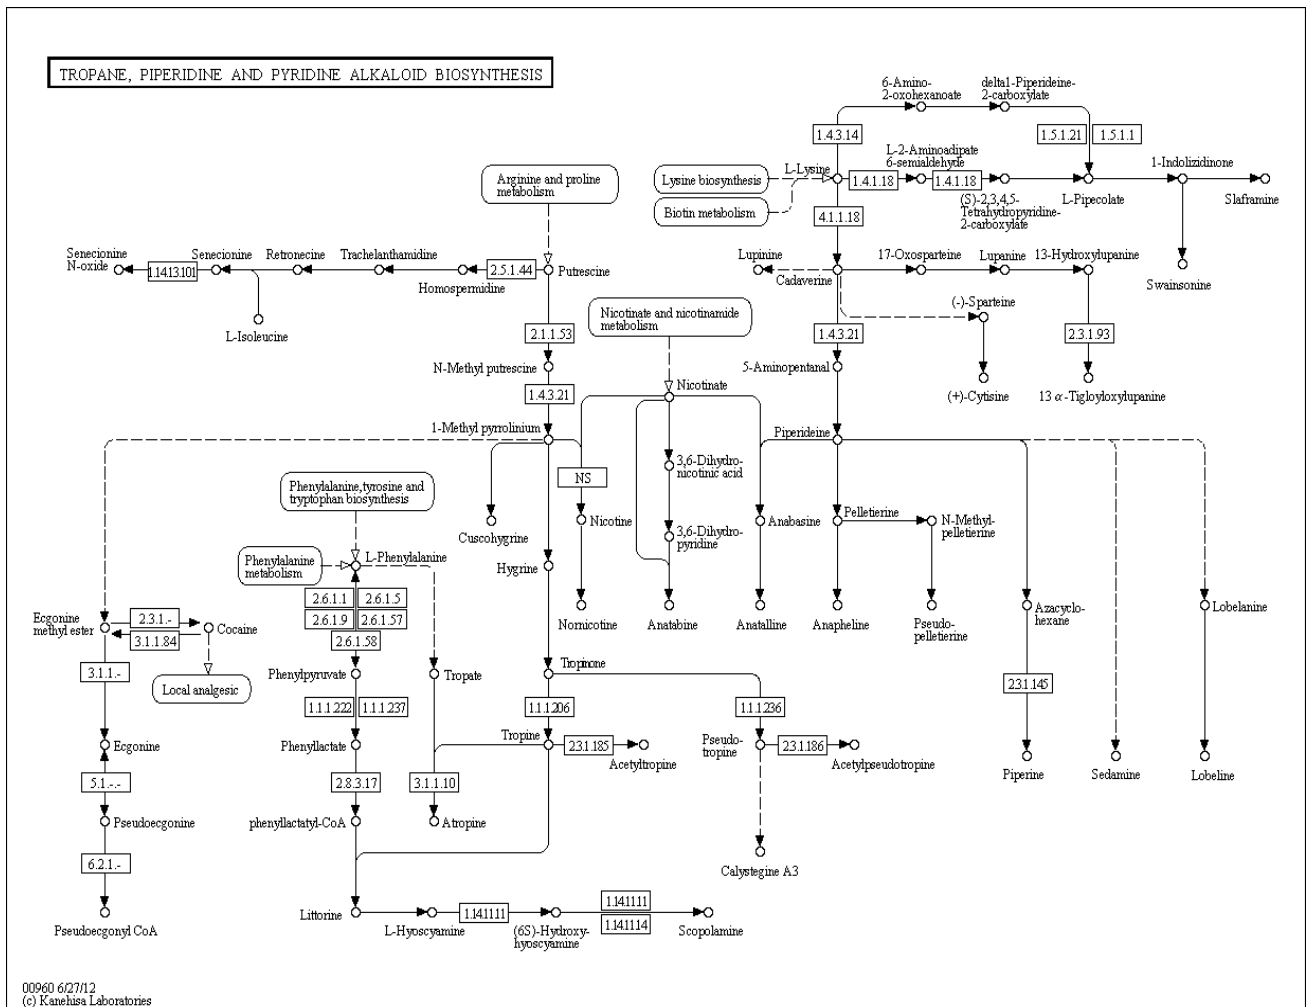 TROPANE, PIPERIDINE AND PYRIDINE ALKALOID BIOSYNTHESIS
6-Amino-
2-oxohexanoate
delta1-Piperideine-
2-carboxylate
1.4.3.14
1.5.1.21
1.5.1.1
L-2-Aminoadipate
6-semialdehyde
1-Indolizidinone
L-Lysine
Lysine biosynthesis
1.4.1.18
1.4.1.18
Arginine and proline
metabolism
Biotin metabolism
(S)-2,3,4,5-
Tetrahydropyridine-
2-carboxylate
L-Pipecolate
Slaframine
4.1.1.18
Senecionine
N-oxide
1.14.13.101
Senecionine
Retronecine
Trachelanthamidine
2.5.1.44
Putrescine
Homospermidine
Lupinine
Cadaverine
17-Oxosparteine
Lupanine
13-Hydroxylupanine
Swainsonine
L-Isoleucine
Nicotinate and nicotinamide
metabolism
(-)-Sparteine
2.1.1.53
1.4.3.21
2.3.1.93
N-Methyl putrescine
5-Aminopentanal
1.4.3.21
Nicotinate
(+)-Cytisine
13 α-Tigloyloxylupanine
1-Methyl pyrrolinium
Piperideine
3,6-Dihydro-
nicotinic acid
NS
Phenylalanine, tyrosine and
tryptophan biosynthesis
Cuscohygrine
Nicotine
3,6-Dihydro-
pyridine
Anabasine
Pelletierine
N-Methyl-
pelletierine
L-Phenylalanine
Phenylalanine
metabolism
Hygrine
2.6.1.1
2.6.1.5
2.6.1.9
2.6.1.57
2.6.1.58
Nornicotine
Anatabine
Anatalline
Anapheline
Pseudo-
pelletierine
Azacyclo-
hexane
Lobelanine
Ecgonine
methyl ester
2.3.1.-
3.1.1.84
Cocaine
3.1.1.-
Local analgesic
Phenylpyruvate
Tropate
Tropinone
2.3.1.145
1.1.1.222
1.1.1.237
1.1.1.206
1.1.1.236
Ecgonine
Phenyllactate
Tropine
2.3.1.185
Acetyltropine
Pseudo-
tropine
2.3.1.186
Acetylpseudotropine
Piperine
Sedamine
Lobeline
5.1.-.-
2.8.3.17
3.1.1.10
Pseudoecgonine
phenyllactatyl-CoA
Atropine
6.2.1.-
Calystegine A3
Pseudoecgonyl CoA
Littorine
L-Hyoscyamine
1.14.11.11
(6S)-Hydroxy-
hyoscyamine
1.14.11.11
1.14.11.14
Scopolamine
00960 6/27/12
(c) Kanehisa Laboratories